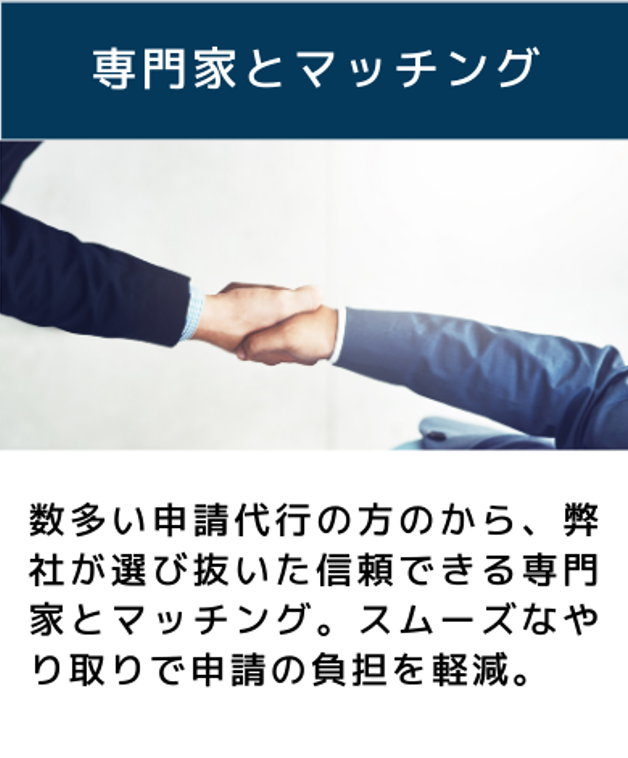 専門家とマッチング
数多い申請代行の方のから、弊
社が選び抜いた信頼できる専門
家とマッチング。スムーズなや
り取りで申請の負担を軽減。